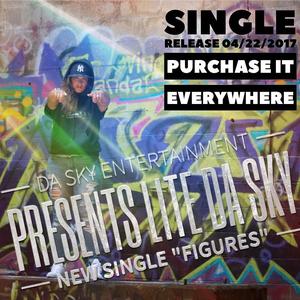 SINGLE
RELEASE 04/22/2017
PURCHASE IT
EVERYWHERE
DA SKY ENTERTAINMENT
PRESENTS LITE DA SKY
NEW SINGLE "FIGURES"